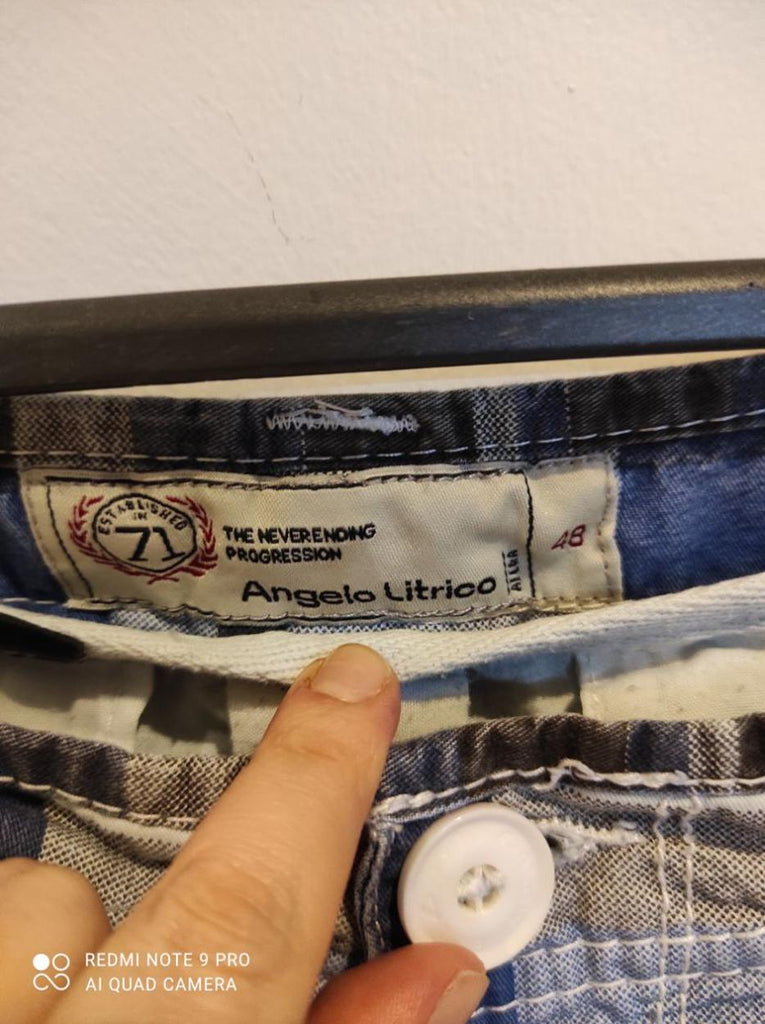 ESTABLISHED
IN
71
THE NEVERENDING
PROGRESSION
Angelo Litrico
48
REDMI NOTE 9 PRO
AI QUAD CAMERA